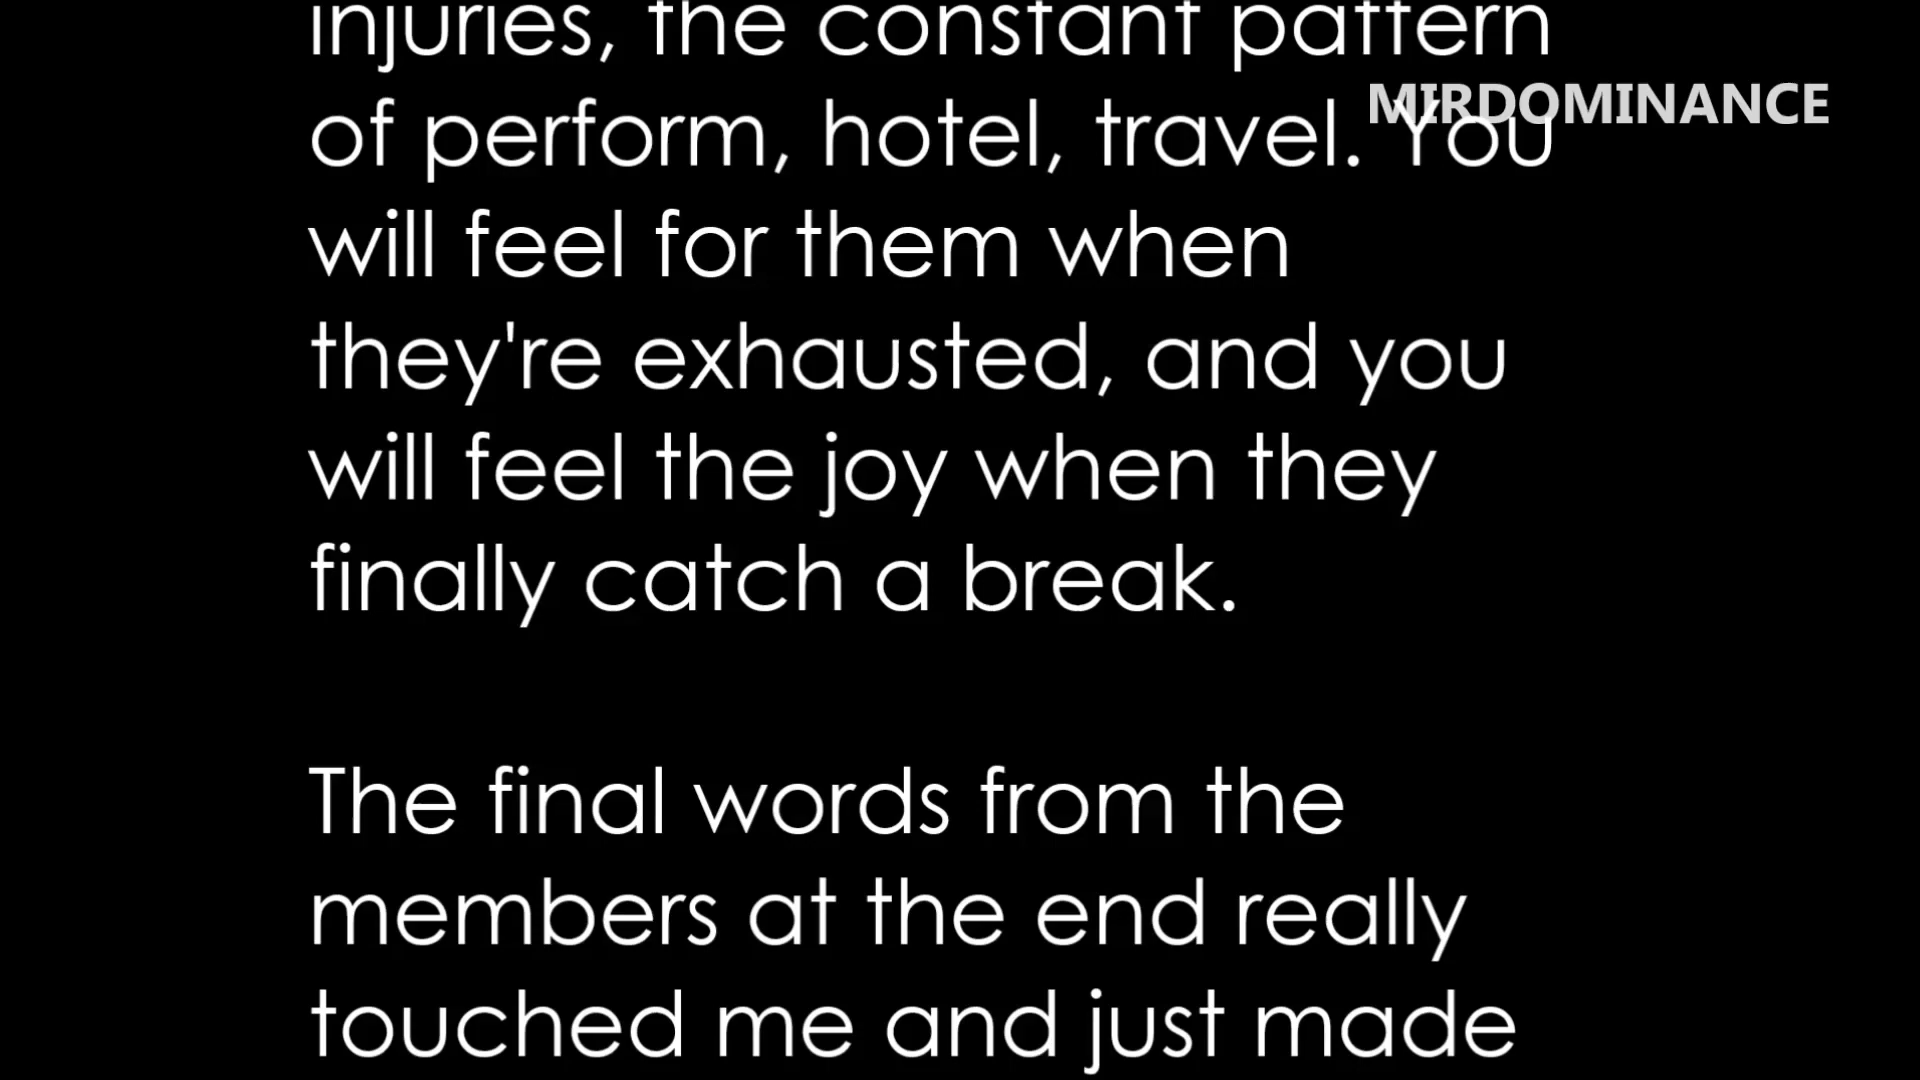 injuries, the constant pattern
MIRDOMINANCE
of perform, hotel, travel. You
will feel for them when
they're exhausted, and you
will feel the joy when they
finally catch a break.
The final words from the
members at the end really
touched me and just made